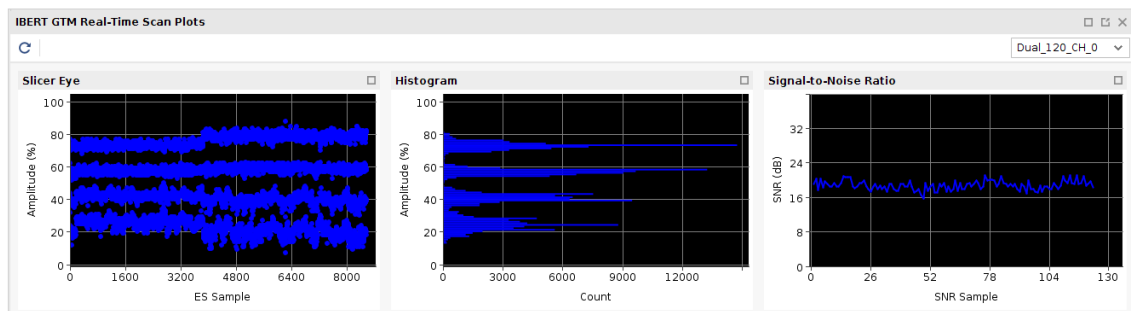 IBERT GTM Real-Time Scan Plots
Dual_120_CH_0
Slicer Eye
100
80
60
40
20
0
Amplitude (%)
0 1600 3200 4800 6400 8000
ES Sample
Histogram
100
80
60
40
20
0
Amplitude (%)
0 3000 6000 9000 12000
Count
Signal-to-Noise Ratio
32
24
16
8
0
SNR (dB)
0 26 52 78 104 130
SNR Sample